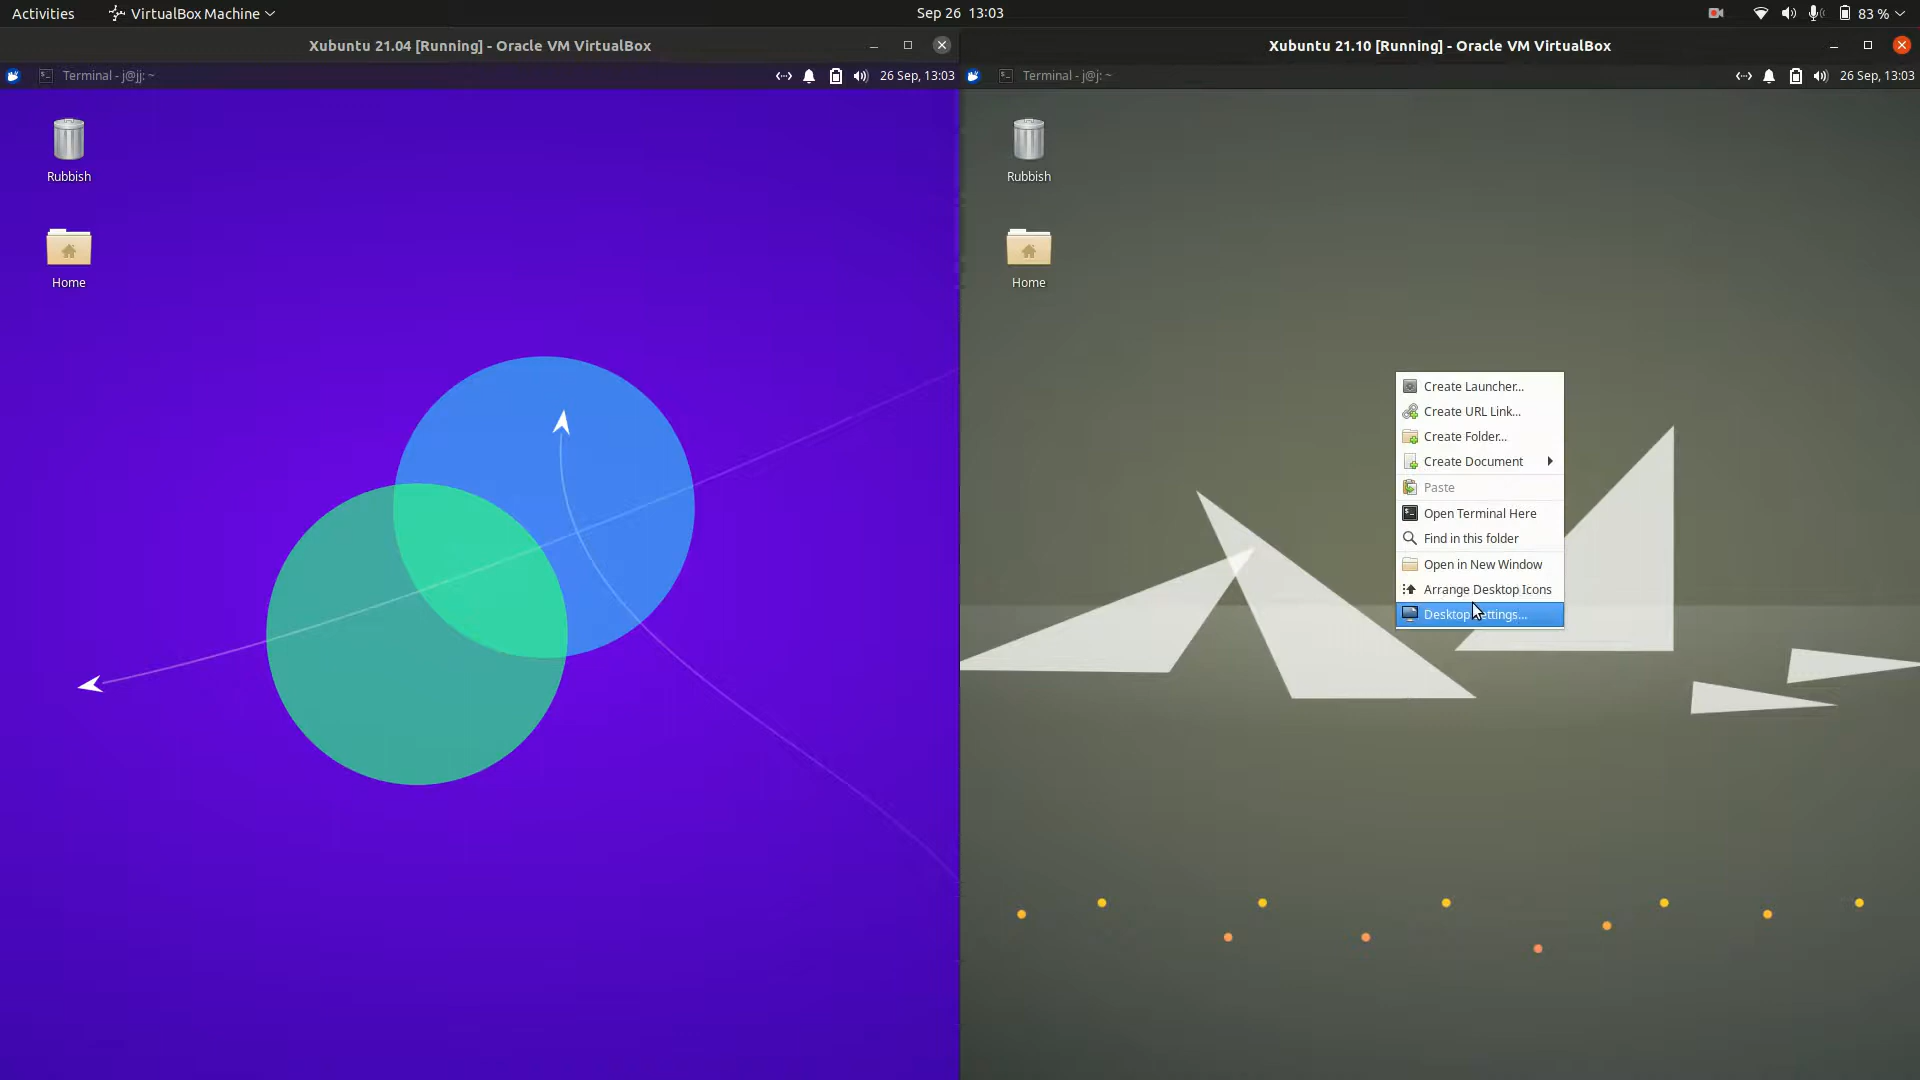 Activities
VirtualBox Machine
Sep 26 13:03
83 %
Xubuntu 21.04 [Running] - Oracle VM VirtualBox
Terminal - j@jj: ~
26 Sep, 13:03
Rubbish
Home
Xubuntu 21.10 [Running] - Oracle VM VirtualBox
Terminal - j@j: ~
26 Sep, 13:03
Rubbish
Home
Create Launcher...
Create URL Link...
Create Folder...
Create Document
Paste
Open Terminal Here
Find in this folder
Open in New Window
Arrange Desktop Icons
Desktop Settings...